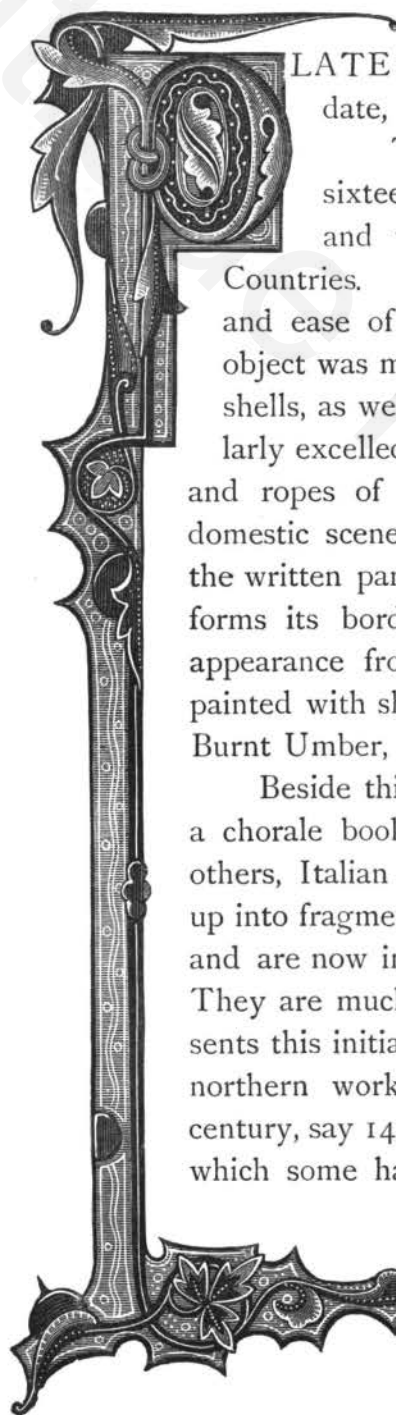 PLATE
date,
T
sixtee
and
Countries.
and ease of
object was m
shells, as we
larly excelled
and ropes of
domestic scene
the written par
forms its bord
appearance fro
painted with sh
Burnt Umber,
Beside thi
a chorale book
others, Italian
up into fragme
and are now in
They are much
sents this initia
northern work
century, say 14
which some ha